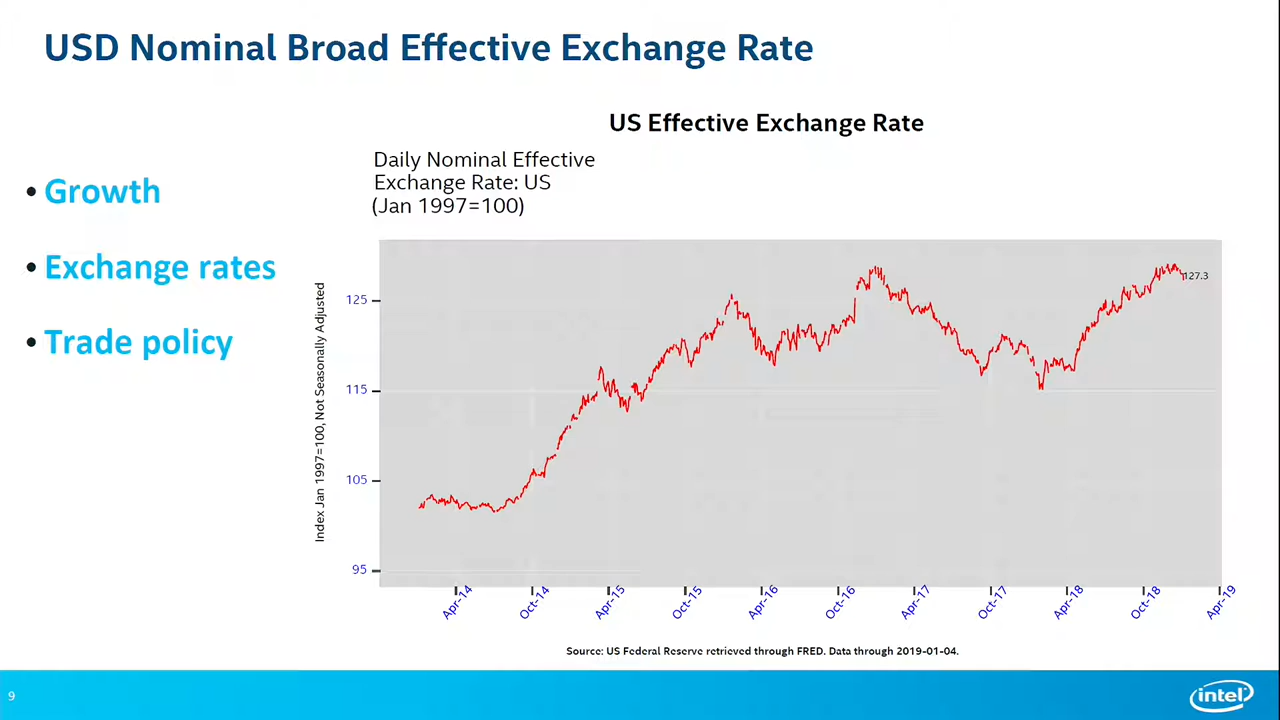 USD Nominal Broad Effective Exchange Rate
• Growth
• Exchange rates
• Trade policy
US Effective Exchange Rate
Daily Nominal Effective
Exchange Rate: US
(Jan 1997=100)
Index Jan 1997=100, Not Seasonally Adjusted
125
115
105
95
127.3
Apr-14
Oct-14
Apr-15
Oct-15
Apr-16
Oct-16
Apr-17
Oct-17
Apr-18
Oct-18
Apr-19
Source: US Federal Reserve retrieved through FRED. Data through 2019-01-04.
9
intel